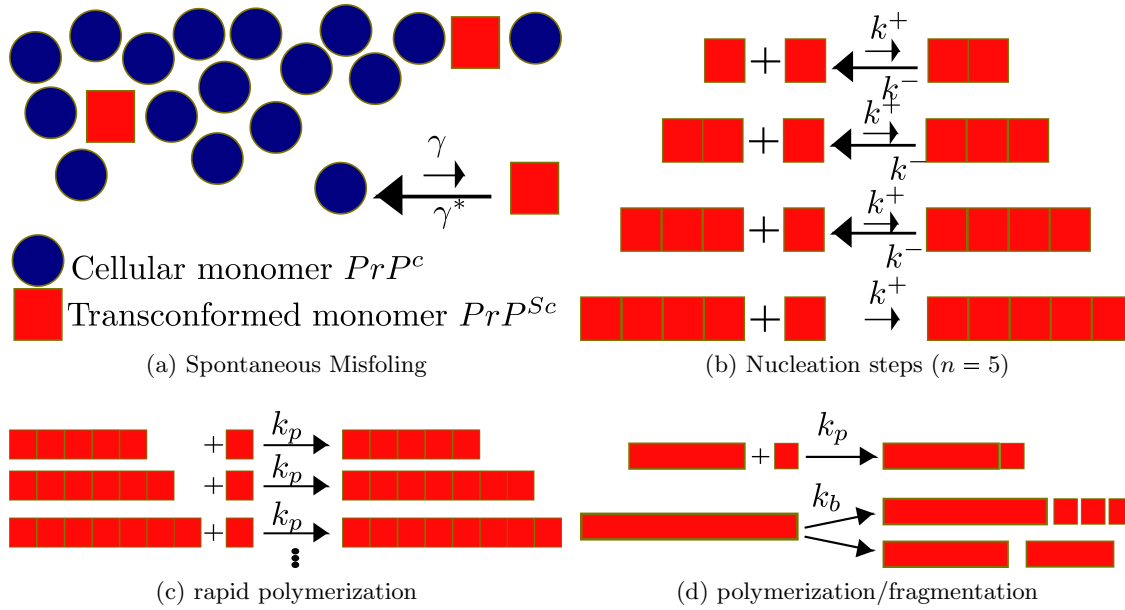 γ
γ*
Cellular monomer PrP^c
Transconformed monomer PrP^Sc
(a) Spontaneous Misfoling
+ k^+
k^-
+ k^+
k^-
+ k^+
k^-
+ k^+
(b) Nucleation steps (n = 5)
+ k_p
+ k_p
+ k_p
(c) rapid polymerization
+ k_p
k_b
(d) polymerization/fragmentation